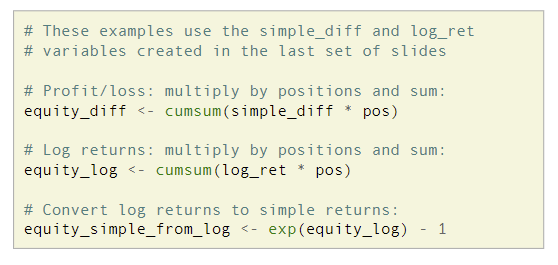 # These examples use the simple_diff and log_ret
# variables created in the last set of slides
# Profit/loss: multiply by positions and sum:
equity_diff <- cumsum(simple_diff * pos)
# Log returns: multiply by positions and sum:
equity_log <- cumsum(log_ret * pos)
# Convert log returns to simple returns:
equity_simple_from_log <- exp(equity_log) - 1